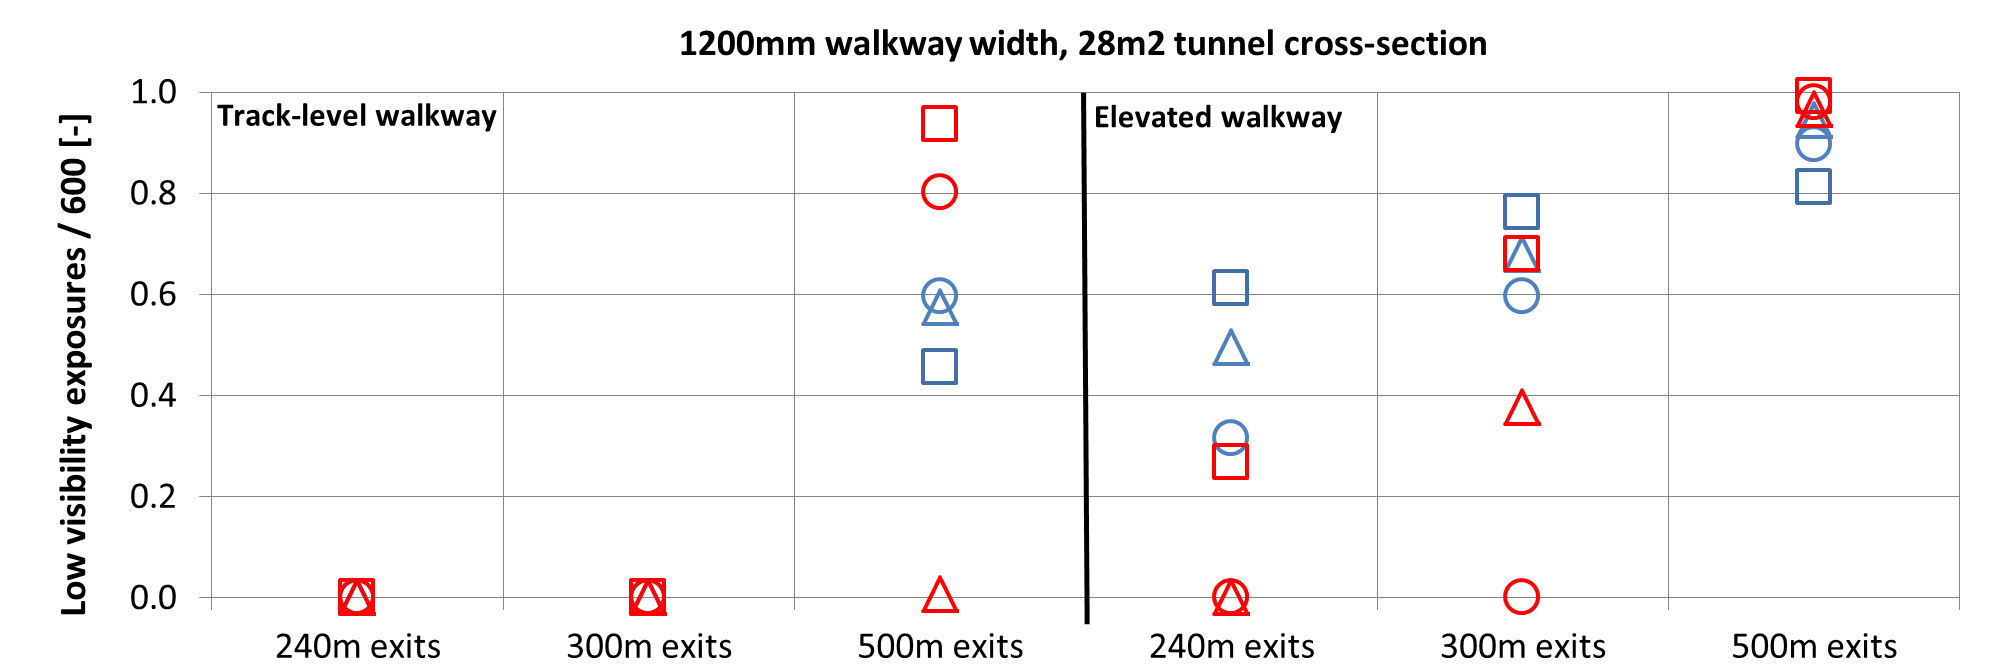 1200mm walkway width, 28m2 tunnel cross-section
Low visibility exposures / 600 [-]
1.0
0.8
0.6
0.4
0.2
0.0
Track-level walkway
Elevated walkway
240m exits
300m exits
500m exits
240m exits
300m exits
500m exits